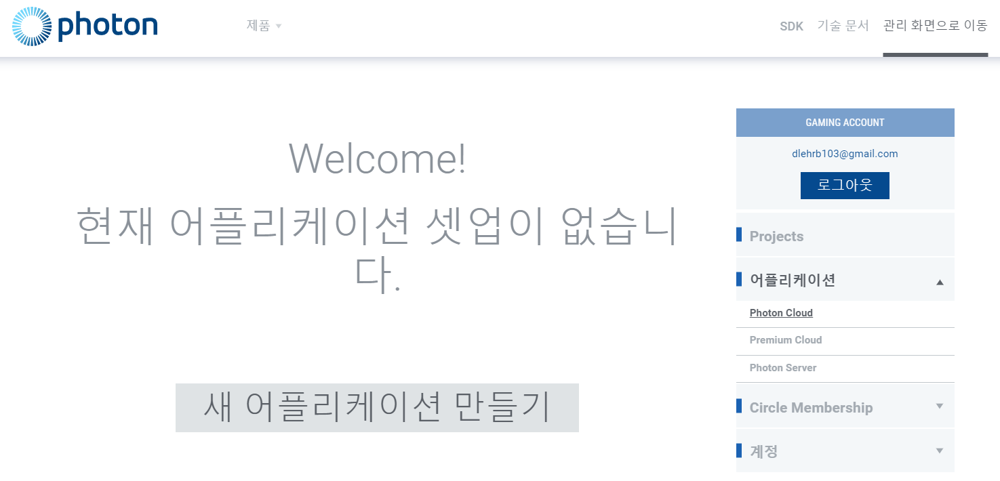 photon
제품
SDK
기술 문서
관리 화면으로 이동
Welcome!
현재 어플리케이션 셋업이 없습니
다.
새 어플리케이션 만들기
GAMING ACCOUNT
dlehrb103@gmail.com
로그아웃
Projects
어플리케이션
Photon Cloud
Premium Cloud
Photon Server
Circle Membership
계정